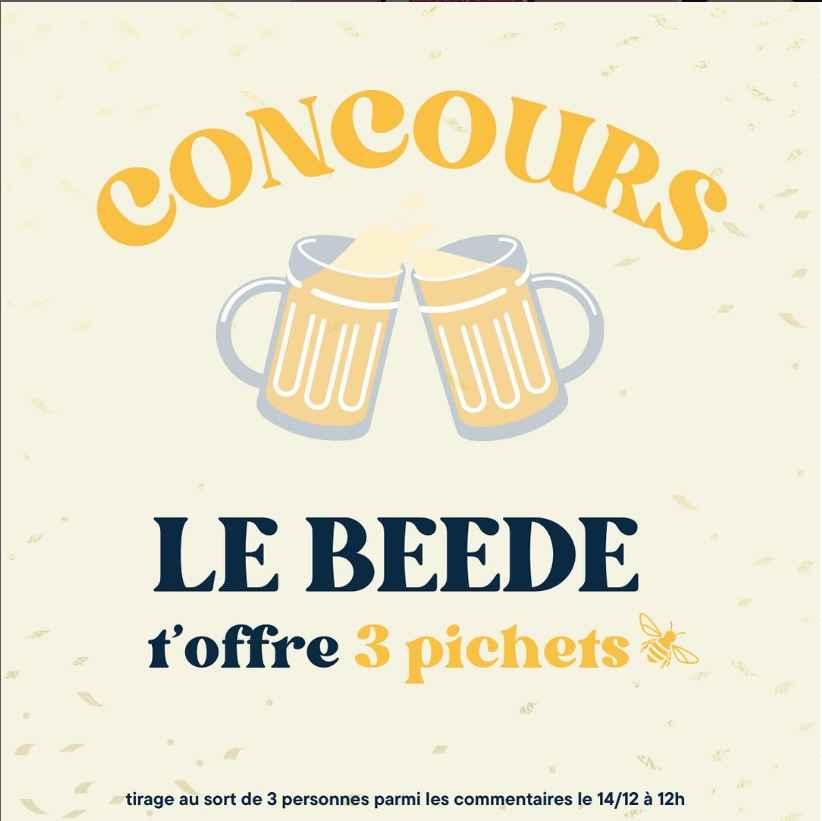 CONCOURS
LE BEEDE
t'offre 3 pichets
tirage au sort de 3 personnes parmi les commentaires le 14/12 à 12h